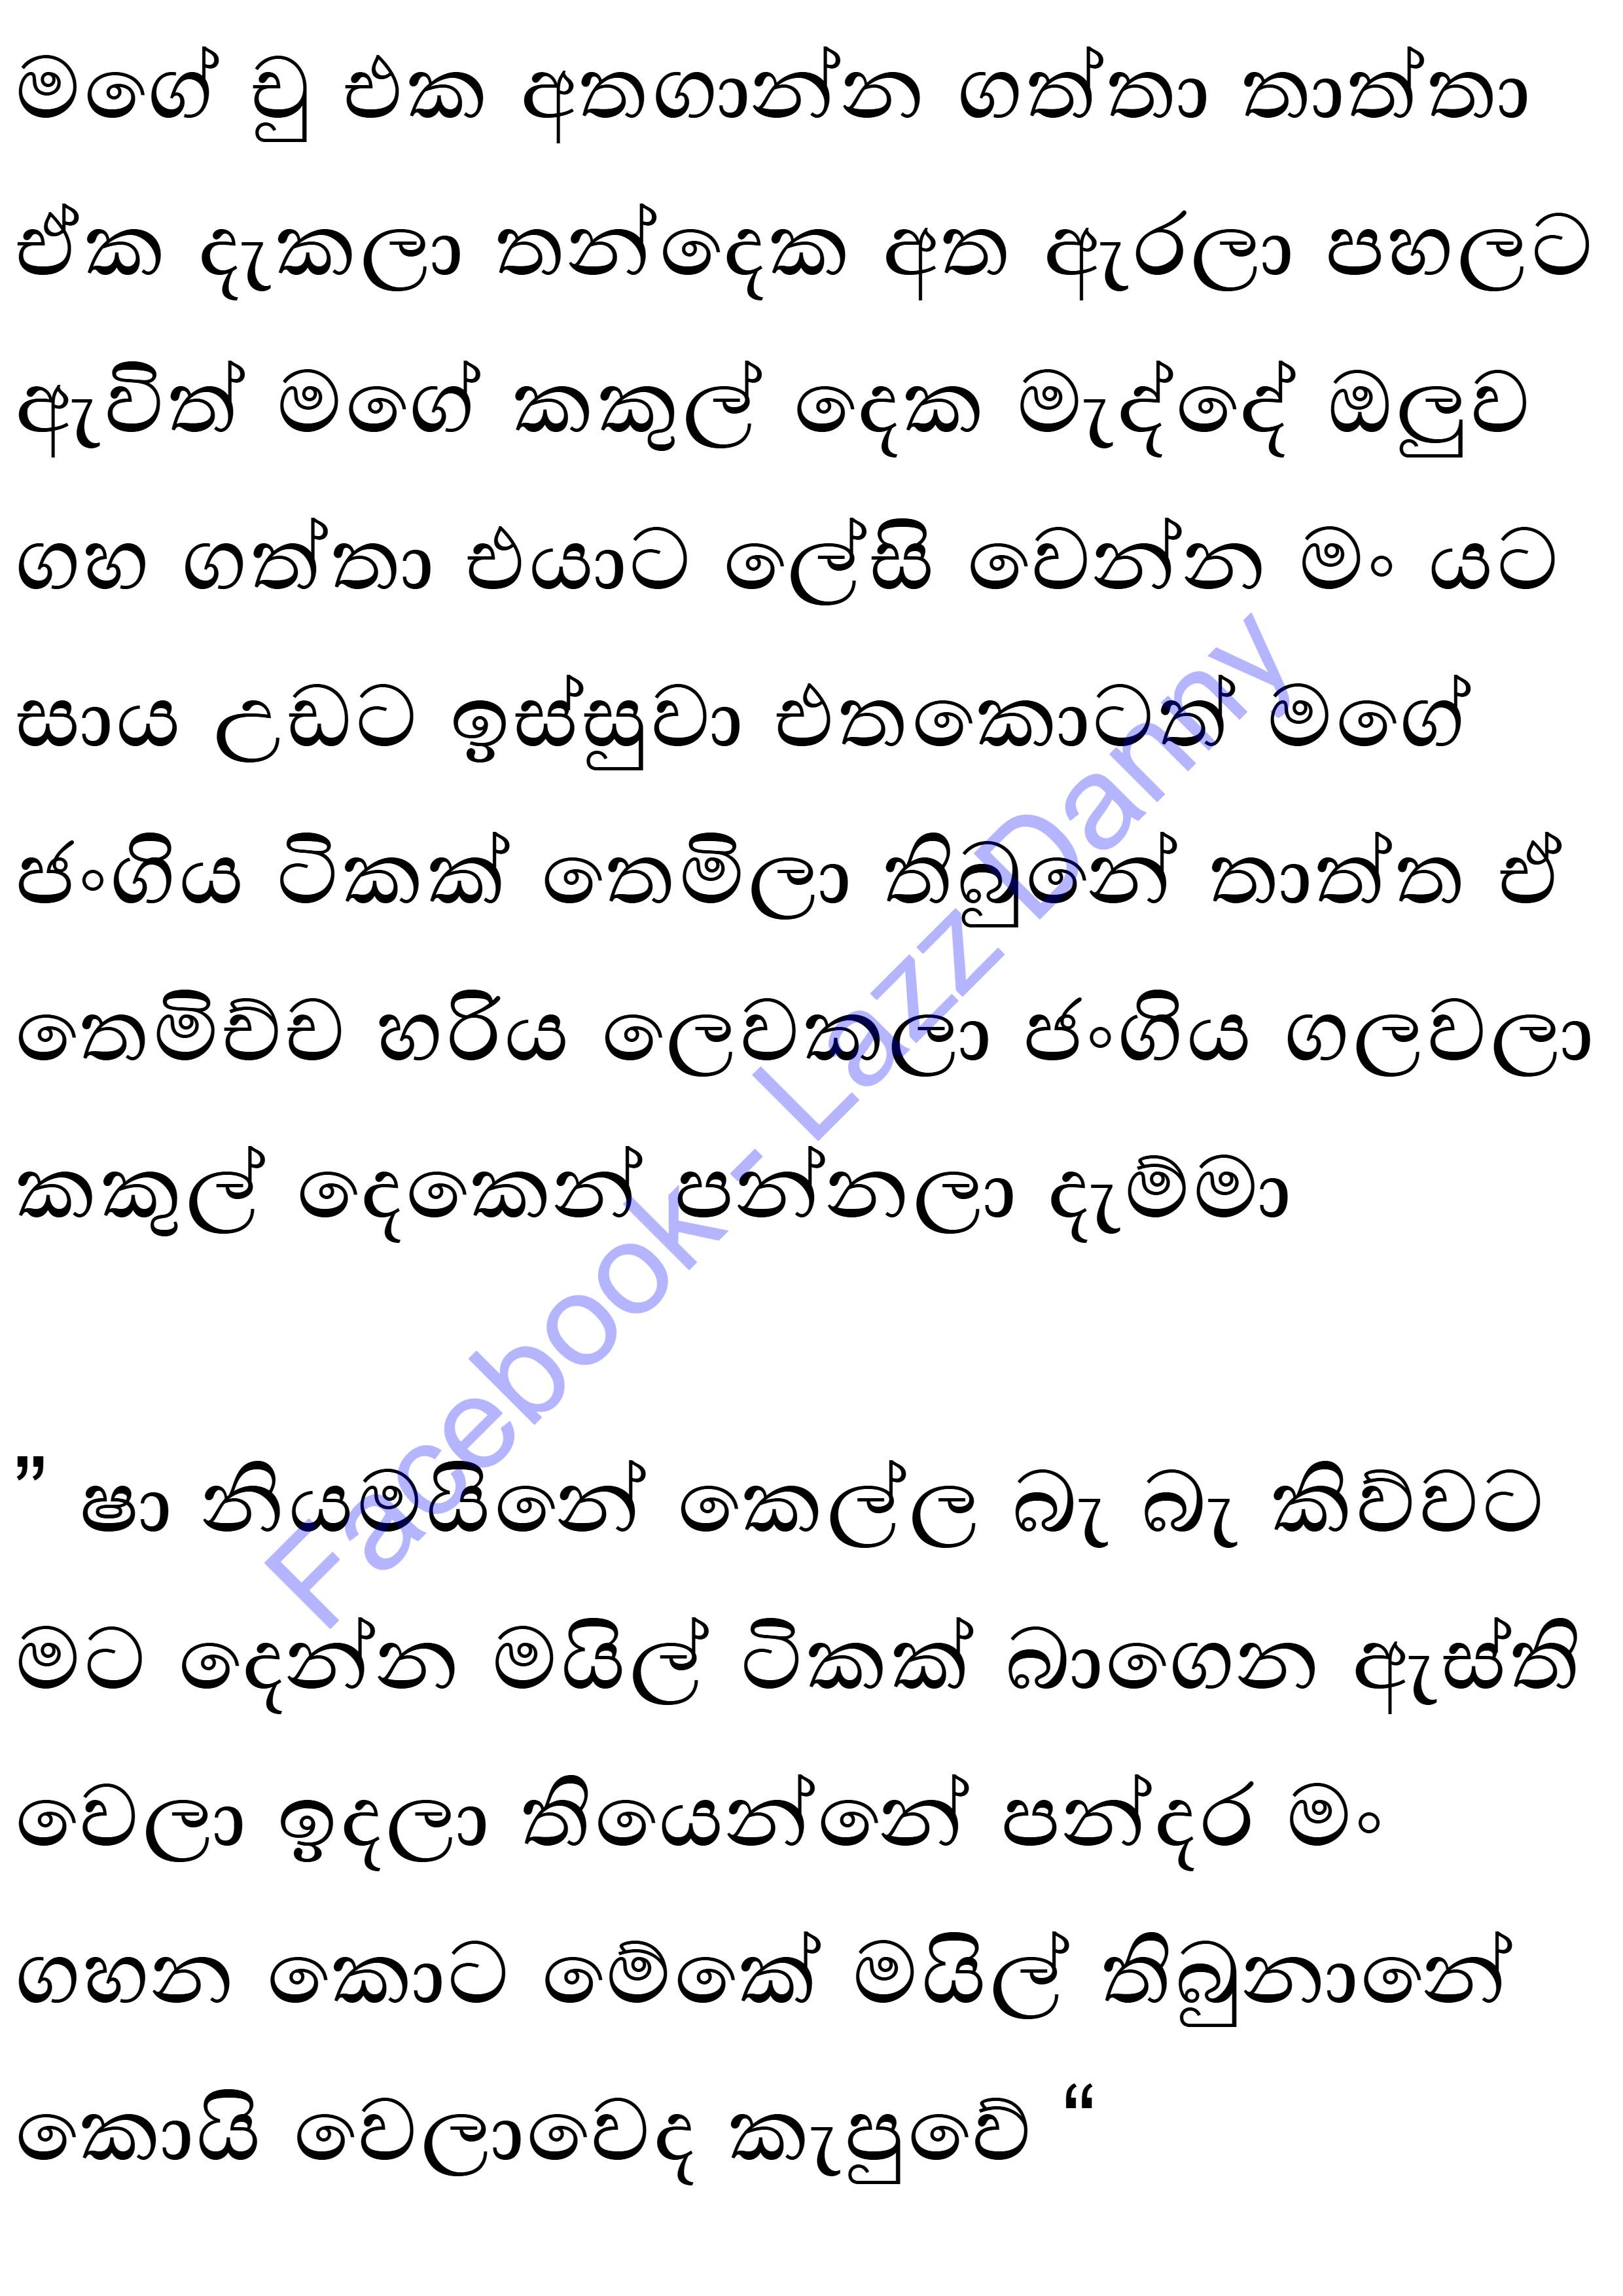 මගේ චු එක අතගාන්න ගත්තා තාත්තා
ඒක දැකලා තන්දෙක අත ඇරලා පහලට
ඇවිත් මගේ කකුල් දෙක මැද්දේ ඔලුව
ගහ ගත්තා එයාට ලේසි වෙන්න මං යට
සාය උඩට ඉස්සුවා එතකොටත් මගේ
ජංගිය ටිකක් තෙමිලා තිබුනේ තාත්ත ඒ
තෙමිච්ච හරිය ලෙවකලා ජංගිය ගලවලා
කකුල් දෙකෙන් පන්නලා දැම්මා
” ෂා නියමයිනේ කෙල්ල බැ බැ කිව්වට
මට දෙන්න මයිල් ටිකක් බාගෙන ඇස්ති
වෙලා ඉදලා තියෙන්නේ පන්දර මං
ගහන කොට මේකේ මයිල් තිබුනානේ
කොයි වෙලාවෙද කැපුවේ “
Facebook - Lazz Danny